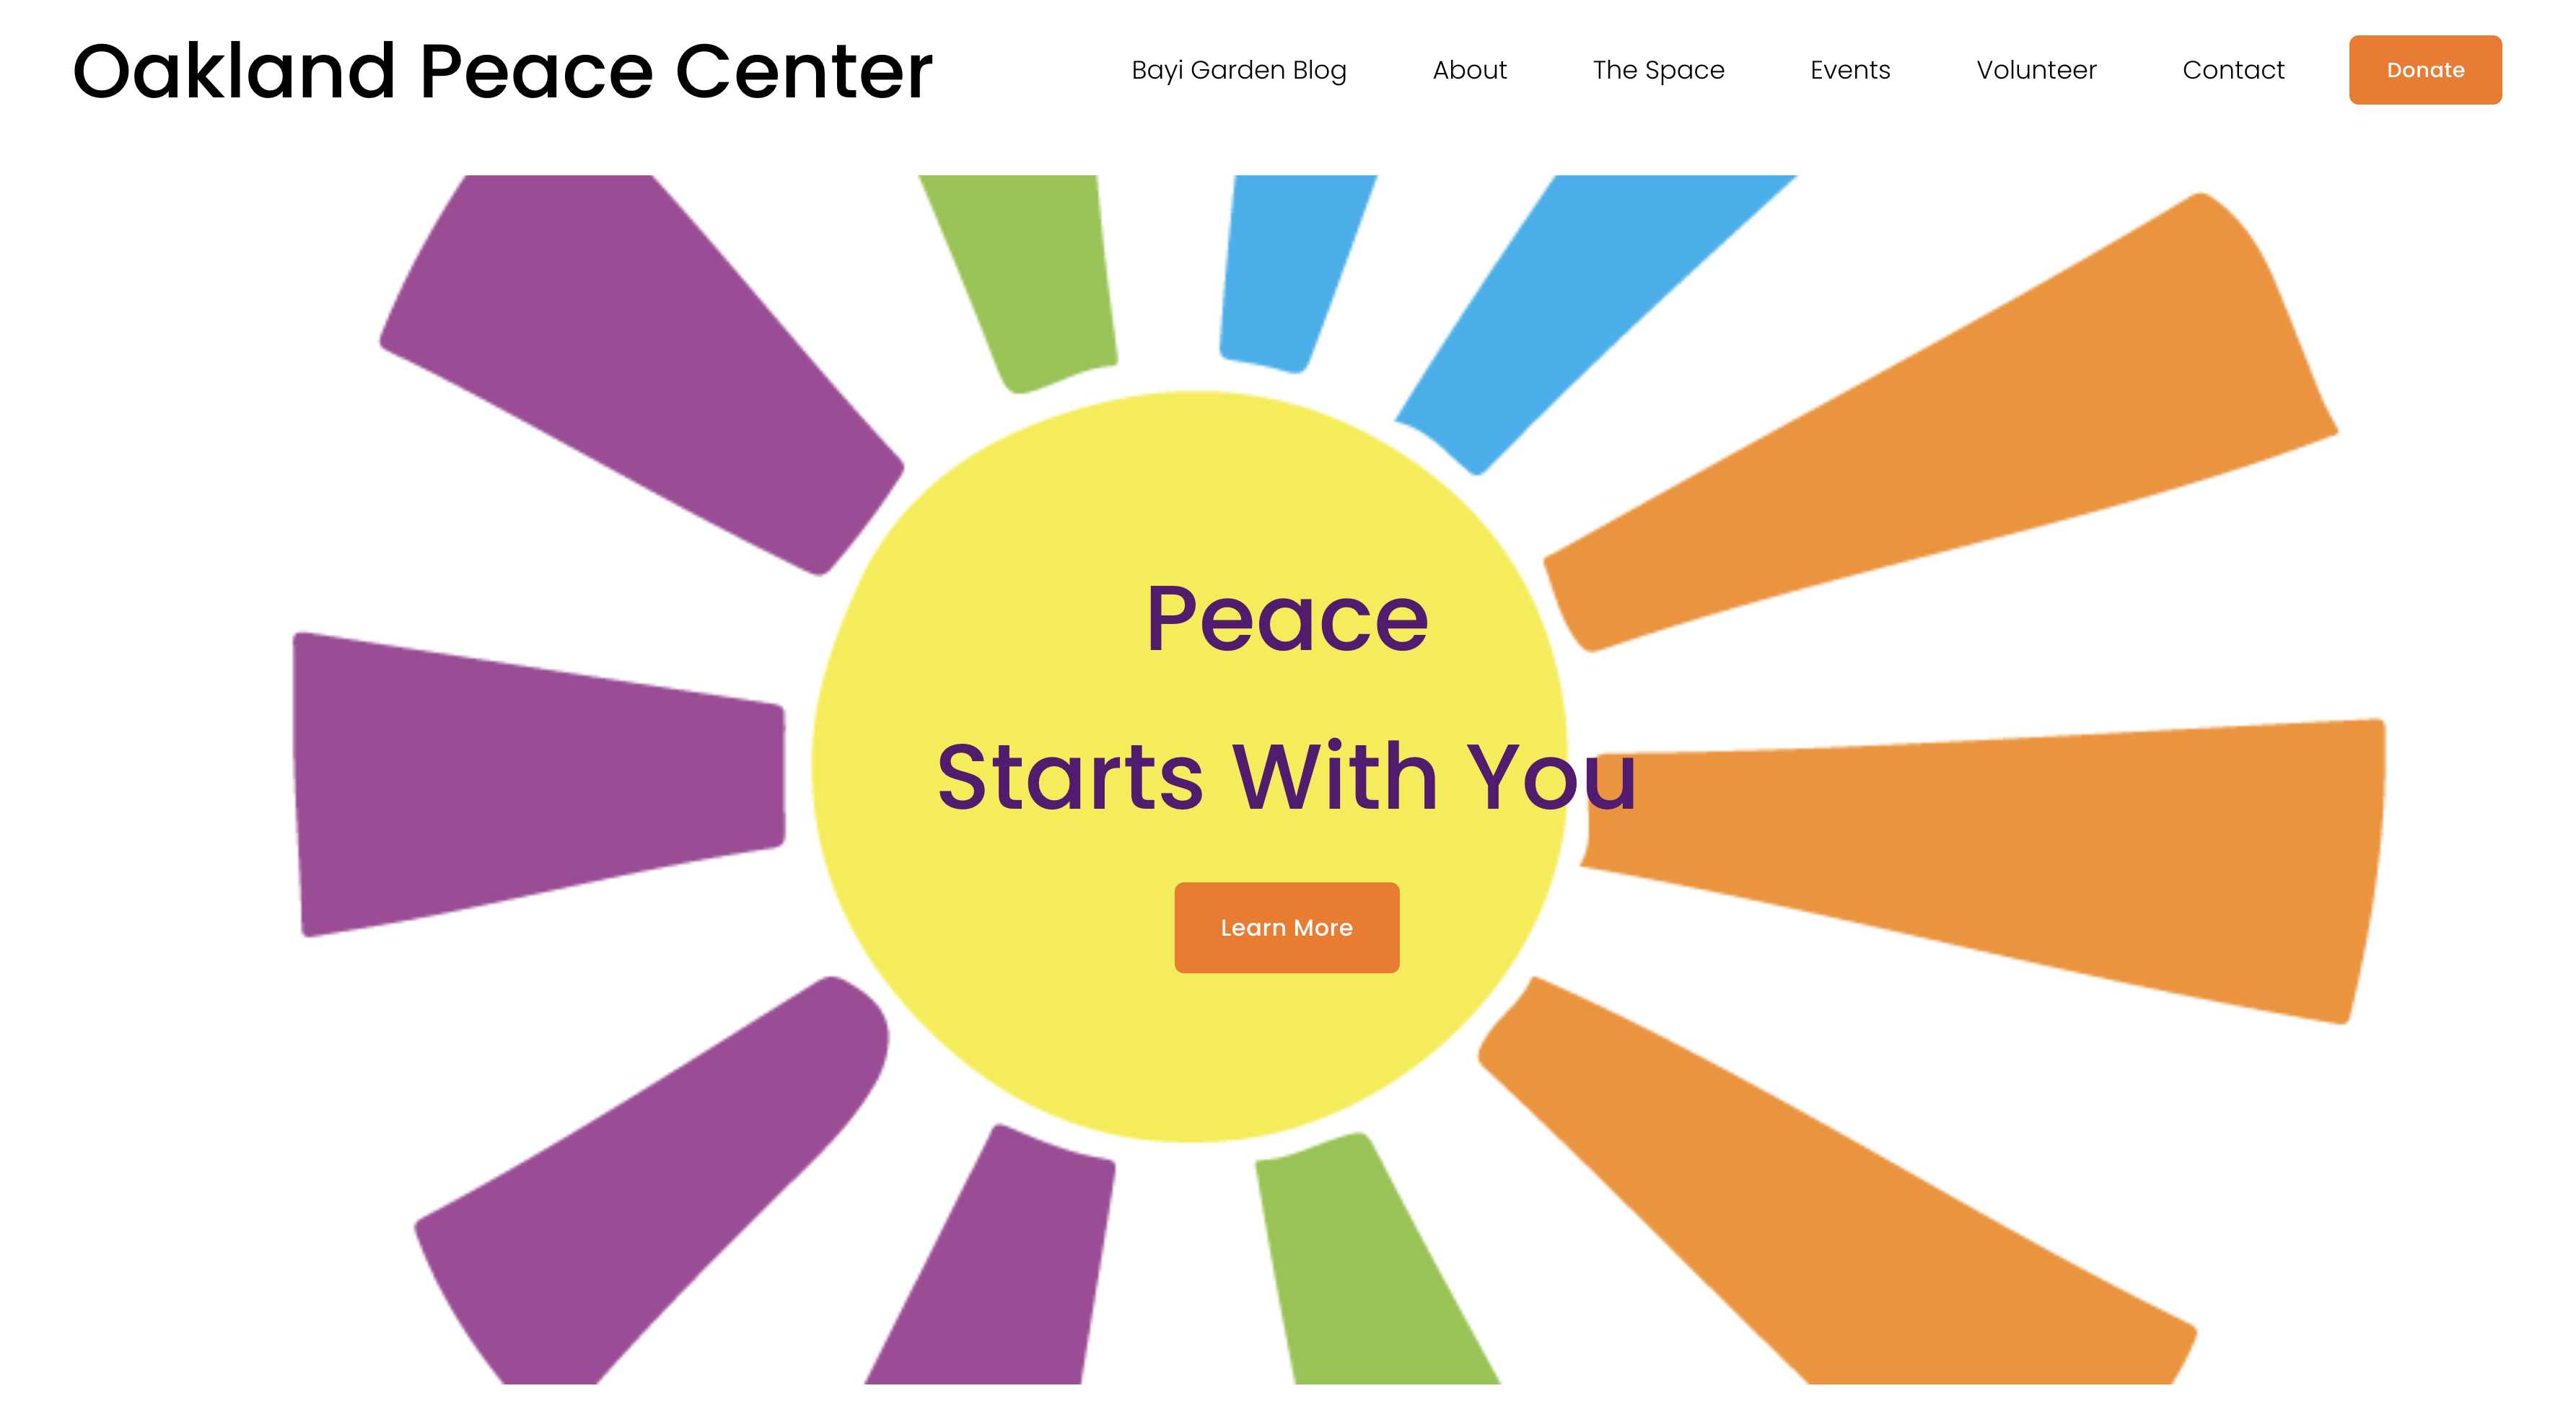 Oakland Peace Center
Bayi Garden Blog About The Space Events Volunteer Contact Donate
Peace
Starts With You
Learn More